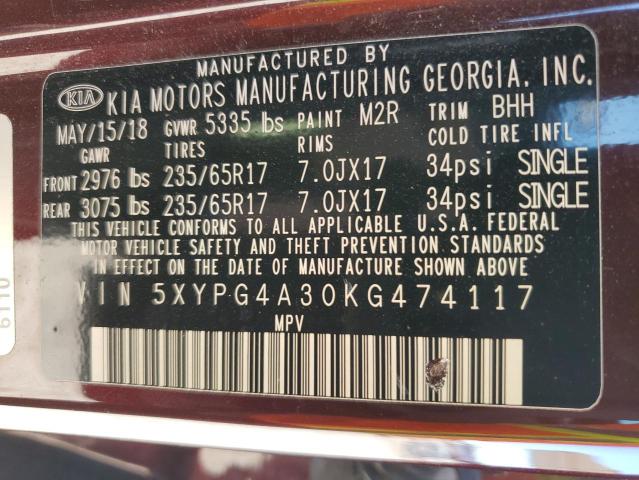 MANUFACTURED BY
KIA KIA MOTORS MANUFACTURING GEORGIA, INC.
MAY/15/18 GVWR 5335 lbs PAINT M2R TRIM BHH
GAWR TIRES RIMS COLD TIRE INFL
FRONT 2976 lbs 235/65R17 7.0JX17 34psi SINGLE
REAR 3075 lbs 235/65R17 7.0JX17 34psi SINGLE
THIS VEHICLE CONFORMS TO ALL APPLICABLE U.S.A. FEDERAL
MOTOR VEHICLE SAFETY AND THEFT PREVENTION STANDARDS
IN EFFECT ON THE DATE OF MANUFACTURE SHOWN ABOVE
VIN 5XYPG4A30KG474117
MPV
6110